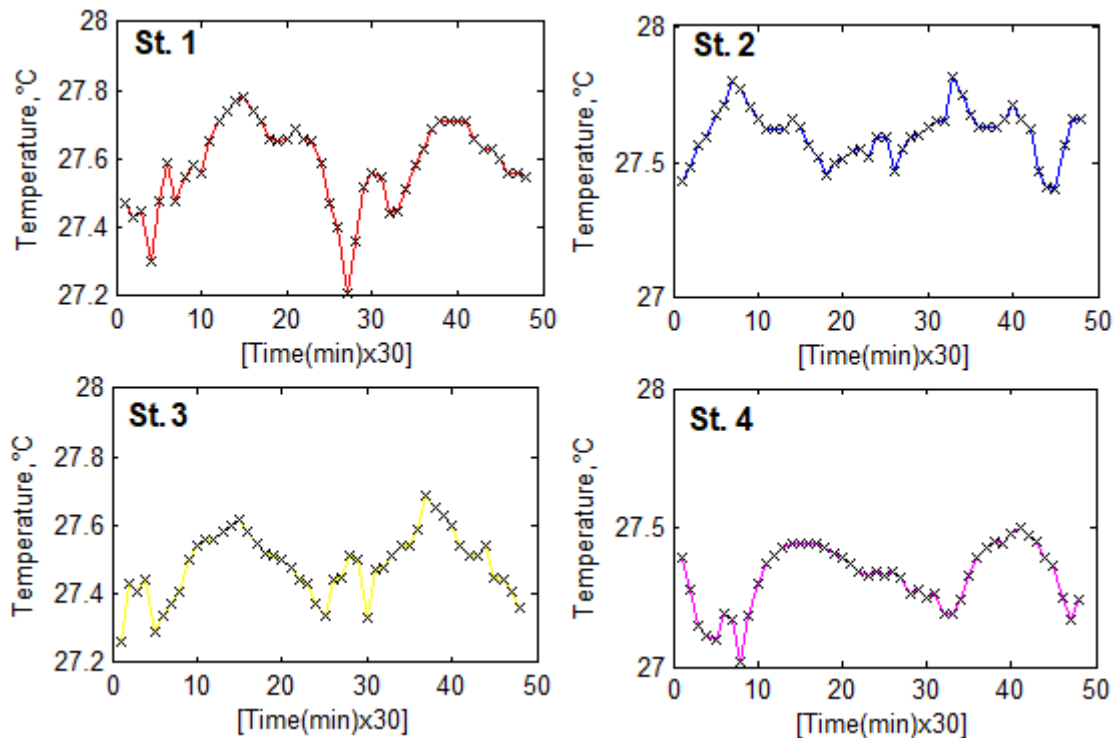 St. 1
Temperature,°C
28
27.8
27.6
27.4
27.2
0 10 20 30 40 50
[Time(min)x30]
St. 2
Temperature,°C
28
27.5
27
0 10 20 30 40 50
[Time(min)x30]
St. 3
Temperature,°C
28
27.8
27.6
27.4
27.2
0 10 20 30 40 50
[Time(min)x30]
St. 4
Temperature,°C
28
27.5
27
0 10 20 30 40 50
[Time(min)x30]